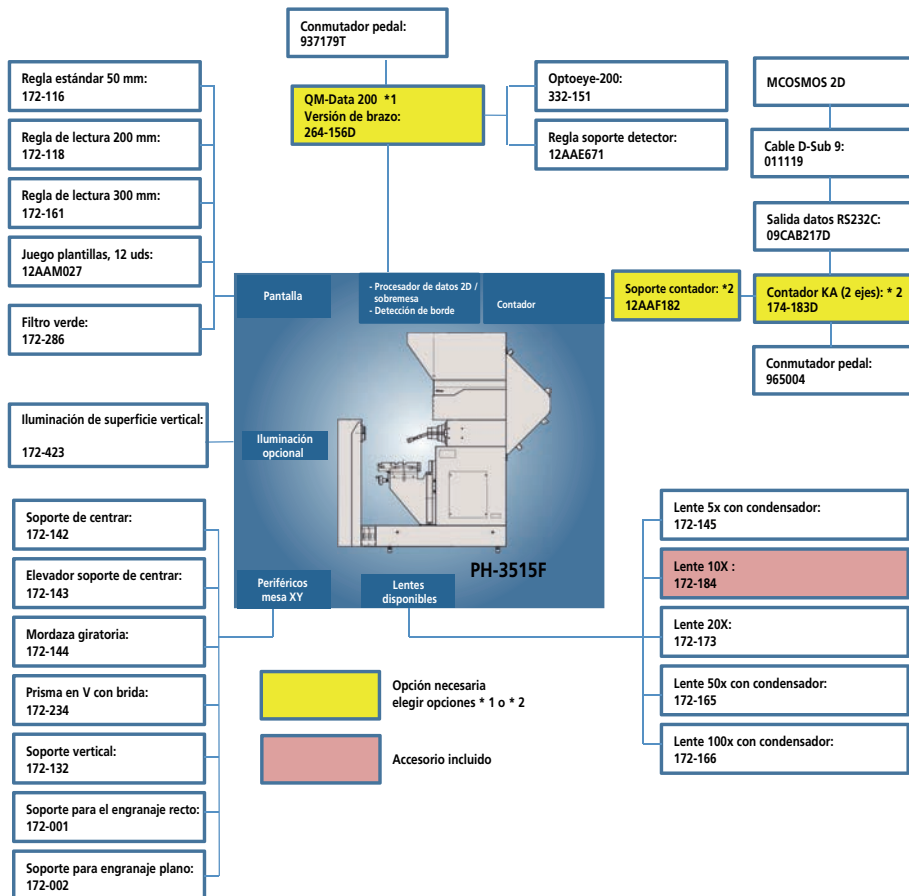 Conmutador pedal:
937179T
Regla estándar 50 mm:
172-116
Regla de lectura 200 mm:
172-118
Regla de lectura 300 mm:
172-161
Juego plantillas, 12 uds:
12AAM027
Filtro verde:
172-286
QM-Data 200 *1
Versión de brazo:
264-156D
Optoeye-200:
332-151
Regla soporte detector:
12AAE671
MCOSMOS 2D
Cable D-Sub 9:
011119
Salida datos RS232C:
09CAB217D
Soporte contador: *2
12AAF182
Contador KA (2 ejes): * 2
174-183D
Conmutador pedal:
965004
Pantalla
- Procesador de datos 2D /
sobremesa
- Detección de borde
Contador
Iluminación de superficie vertical:
172-423
Iluminación
opcional
PH-3515F
Periféricos
mesa XY
Lentes
disponibles
Soporte de centrar:
172-142
Elevador soporte de centrar:
172-143
Mordaza giratoria:
172-144
Prisma en V con brida:
172-234
Soporte vertical:
172-132
Soporte para el engranaje recto:
172-001
Soporte para engranaje plano:
172-002
Opción necesaria
elegir opciones * 1 o * 2
Accesorio incluido
Lente 5x con condensador:
172-145
Lente 10X :
172-184
Lente 20X:
172-173
Lente 50x con condensador:
172-165
Lente 100x con condensador:
172-166